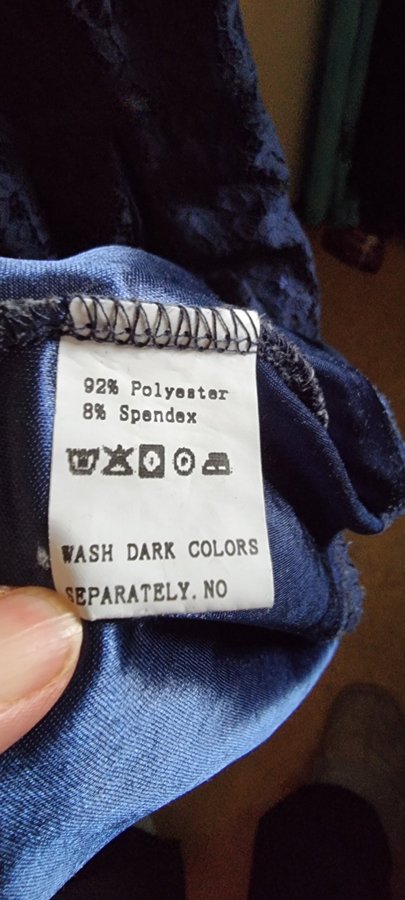 92% Polyester
8% Spendex
WASH DARK COLORS
SEPARATELY. NO